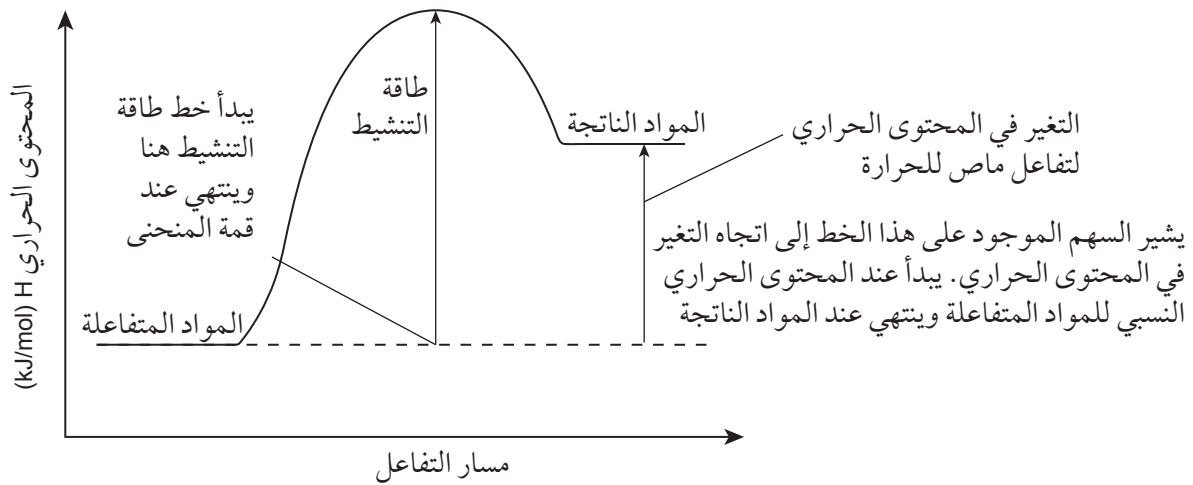 المحتوى الحراري H (kJ/mol)
يبدأ خط طاقة
التنشيط هنا
وينتهي عند
قمة المنحنى
طاقة
التنشيط
المواد الناتجة
التغير في المحتوى الحراري
لتفاعل ماص للحرارة
يشير السهم الموجود على هذا الخط إلى اتجاه التغير
في المحتوى الحراري. يبدأ عند المحتوى الحراري
النسبي للمواد المتفاعلة وينتهي عند المواد الناتجة
المواد المتفاعلة
مسار التفاعل